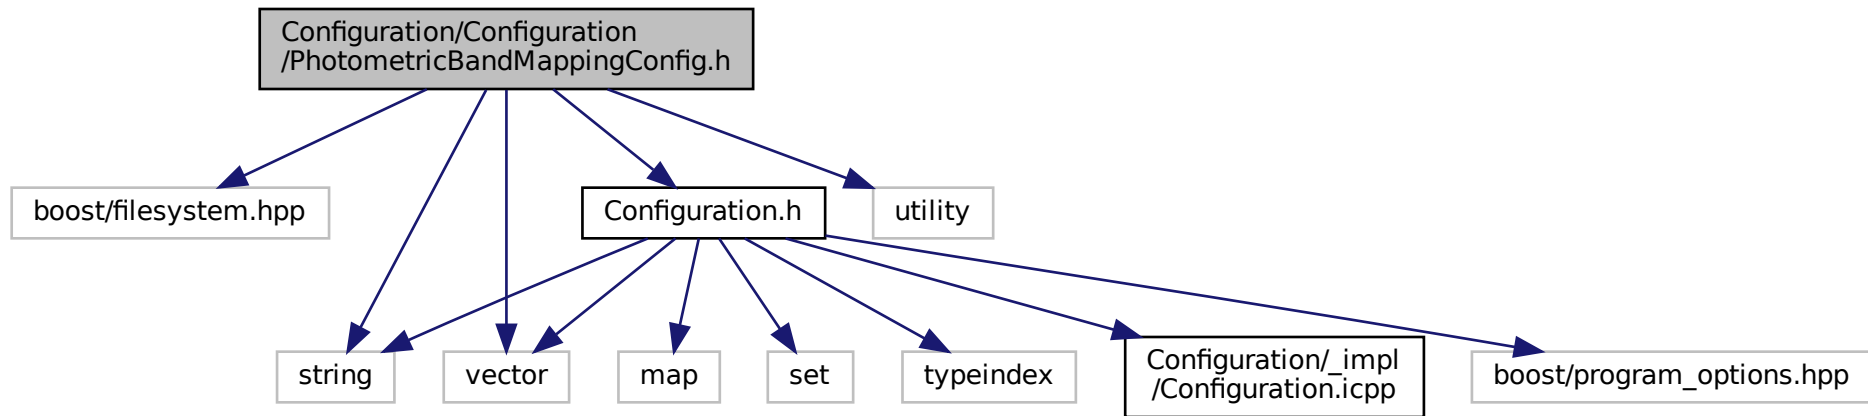 Configuration/Configuration
/PhotometricBandMappingConfig.h
boost/filesystem.hpp
Configuration.h
utility
string
vector
map
set
typeindex
Configuration/_impl
/Configuration.icpp
boost/program_options.hpp